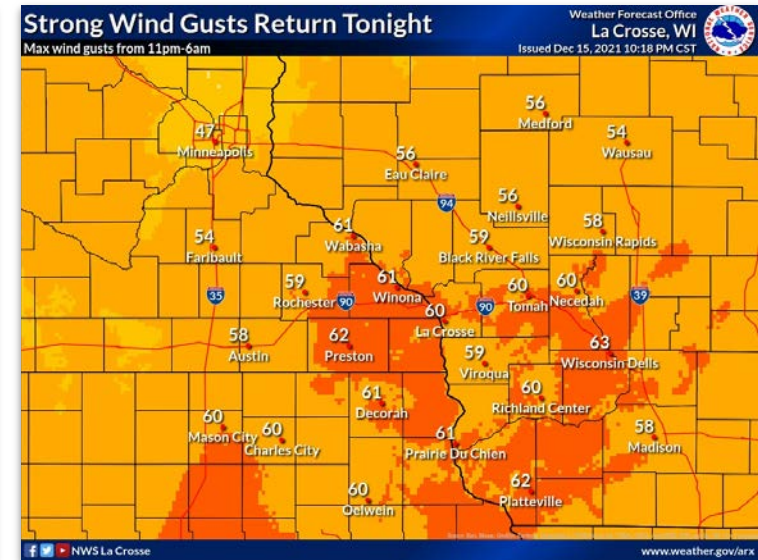 Strong Wind Gusts Return Tonight
Max wind gusts from 11pm-6am
Weather Forecast Office
La Crosse, WI
Issued Dec 15, 2021 10:18 PM CST
56
Medford
47
Minneapolis
54
Wausau
56
Eau Claire
94
56
Neillsville
54
Faribault
61
Wabasha
59
Black River Falls
58
Wisconsin Rapids
35
59
Rochester
90
61
Winona
60
La Crosse
90
60
Tomah
60
Necedah
39
58
Austin
62
Preston
59
Viroqua
63
Wisconsin Dells
61
Decorah
60
Richland Center
60
Mason City
60
Charles City
61
Prairie Du Chien
58
Madison
60
Oelwein
62
Platteville
NWS La Crosse
www.weather.gov/arx